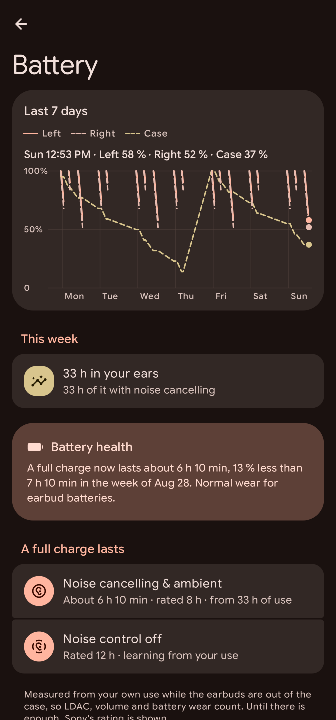 Battery
Last 7 days
Left
Right
Case
Sun 12:53 PM · Left 58 % · Right 52 % · Case 37 %
100%
50%
0
Mon
Tue
Wed
Thu
Fri
Sat
Sun
This week
33 h in your ears
33 h of it with noise cancelling
Battery health
A full charge now lasts about 6 h 10 min, 13 % less than
7 h 10 min in the week of Aug 28. Normal wear for
earbud batteries.
A full charge lasts
Noise cancelling & ambient
About 6 h 10 min · rated 8 h · from 33 h of use
Noise control off
Rated 12 h · learning from your use
Measured from your own use while the earbuds are out of the
case, so LDAC, volume and battery wear count. Until there is
enough, Sony's rating is shown.